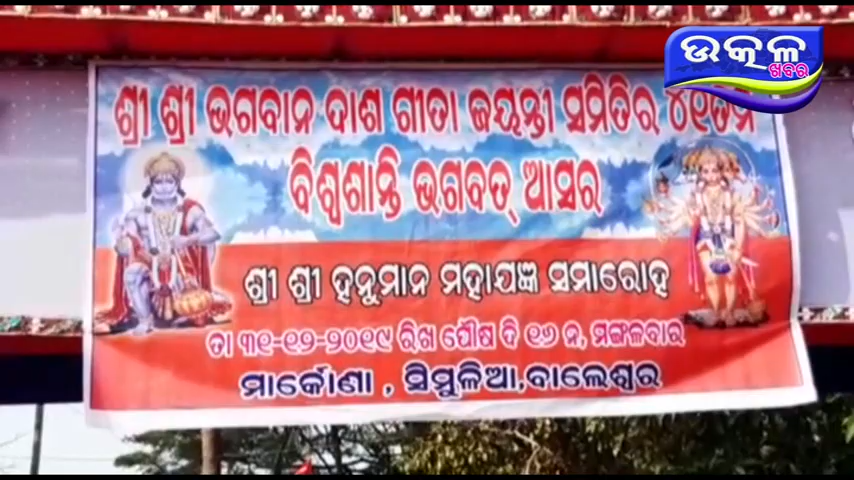 ଉତ୍କଳ
ଖବର
ଶ୍ରୀ ଶ୍ରୀ ଭଗବାନ ଦାଶ ଗୀତା ଜୟନ୍ତୀ ସମିତିର ୪୧ତମ
ବିଶ୍ୱଶାନ୍ତି ଭଗବତ୍ ଆସର
ଶ୍ରୀ ଶ୍ରୀ ହନୁମାନ ମହାଯଜ୍ଞ ସମାରୋହ
ତା ୩୧-୧୨-୨୦୧୯ ରିଖ ପୌଷ ଦି ୧୬ ନ, ମଙ୍ଗଳବାର
ମାର୍କୋଣା , ସିମୁଳିଆ,ବାଲେଶ୍ୱର